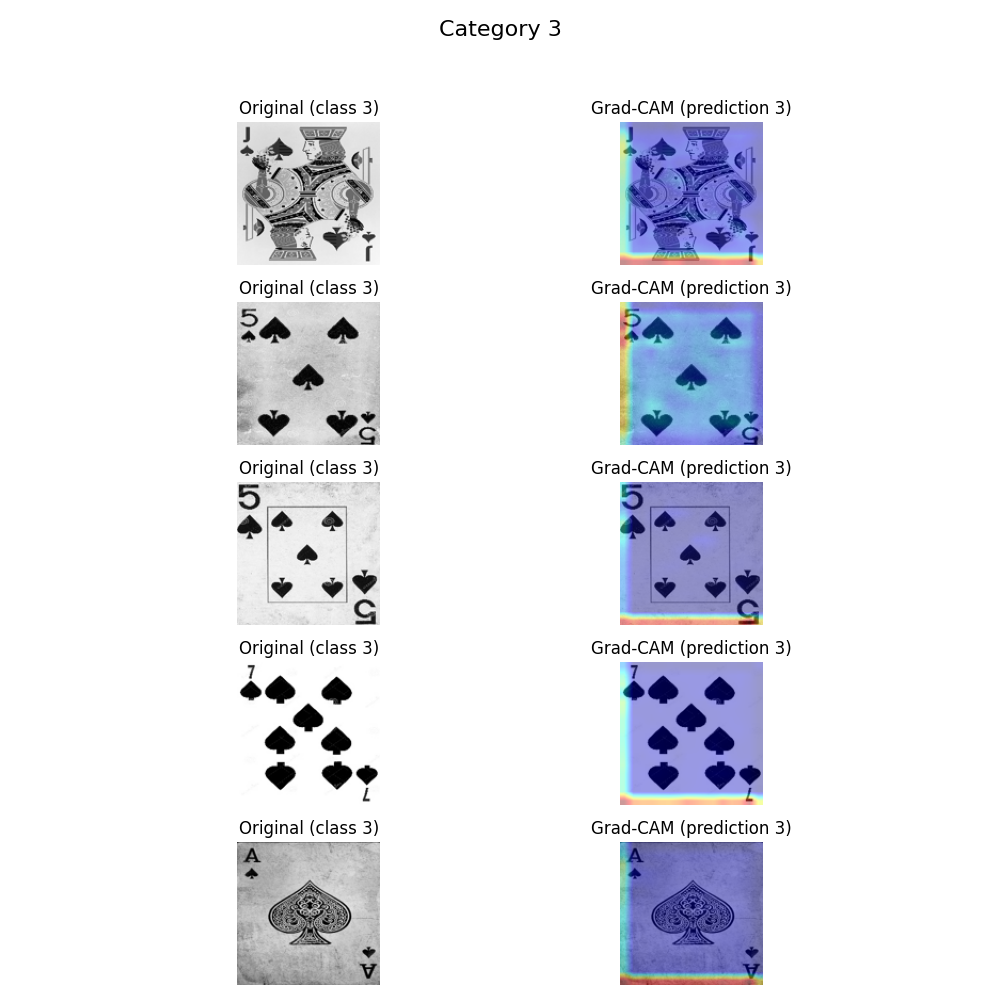 Category 3
Original (class 3) Grad-CAM (prediction 3)
J J
J J
Original (class 3) Grad-CAM (prediction 3)
5 5
5 5
Original (class 3) Grad-CAM (prediction 3)
5 5
5 5
Original (class 3) Grad-CAM (prediction 3)
7 7
7 7
Original (class 3) Grad-CAM (prediction 3)
A A
A A